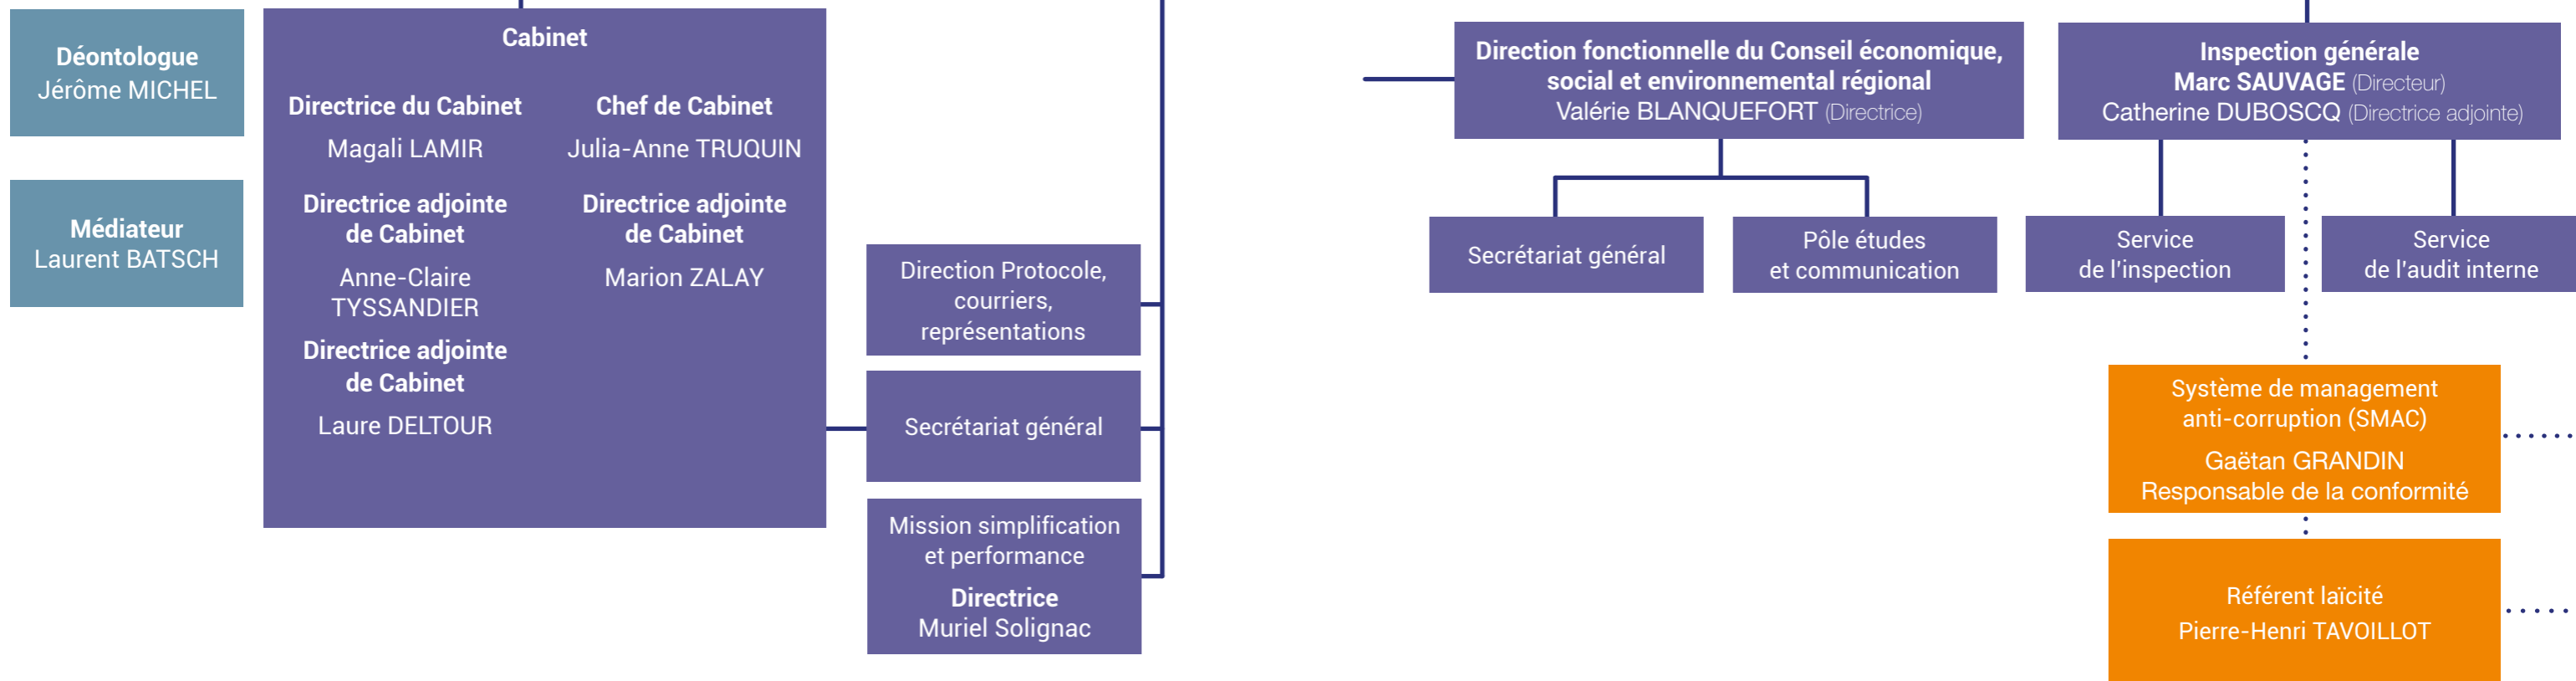 Déontologue
Jérôme MICHEL
Médiateur
Laurent BATSCH
Cabinet
Directrice du Cabinet
Magali LAMIR
Directrice adjointe
de Cabinet
Anne-Claire
TYSSANDIER
Directrice adjointe
de Cabinet
Laure DELTOUR
Chef de Cabinet
Julia-Anne TRUQUIN
Directrice adjointe
de Cabinet
Marion ZALAY
Direction Protocole,
courriers,
représentations
Secrétariat général
Mission simplification
et performance
Directrice
Muriel Solignac
Direction fonctionnelle du Conseil économique,
social et environnemental régional
Valérie BLANQUEFORT (Directrice)
Secrétariat général
Pôle études
et communication
Inspection générale
Marc SAUVAGE (Directeur)
Catherine DUBOSCQ (Directrice adjointe)
Service
de l'inspection
Service
de l'audit interne
Système de management
anti-corruption (SMAC)
Gaëtan GRANDIN
Responsable de la conformité
Référent laïcité
Pierre-Henri TAVOILLOT